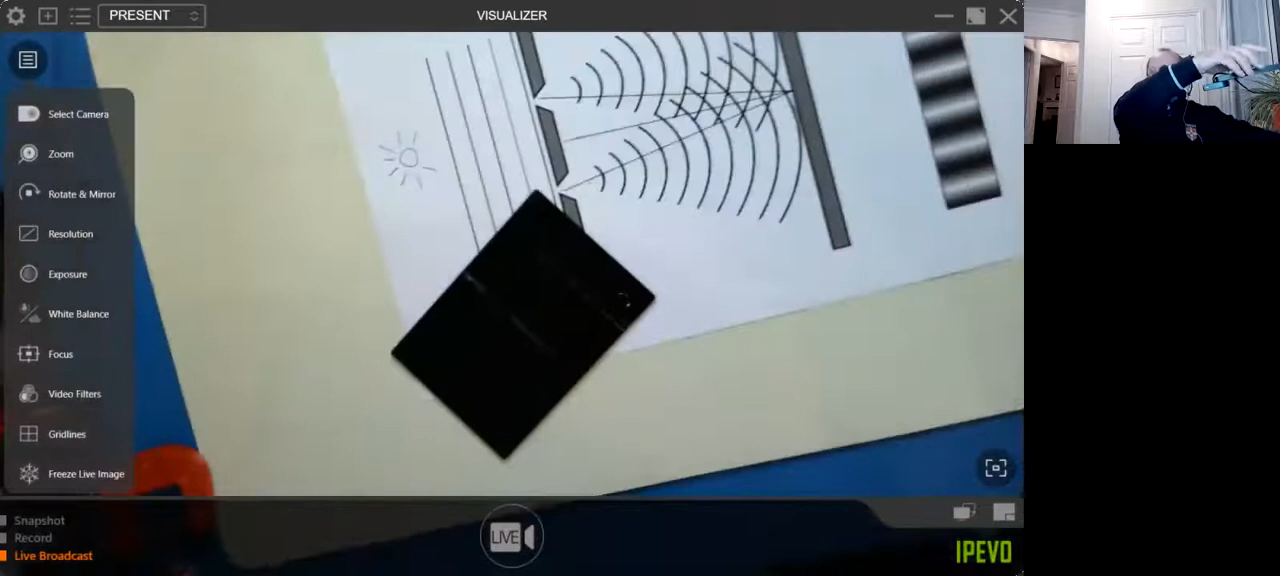 PRESENT
VISUALIZER
Select Camera
Zoom
Rotate & Mirror
Resolution
Exposure
White Balance
Focus
Video Filters
Gridlines
Freeze Live Image
Snapshot
Record
Live Broadcast
LIVE
IPEVO